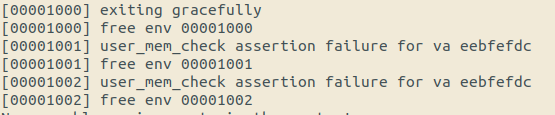 [00001000] exiting gracefully
[00001000] free env 00001000
[00001001] user_mem_check assertion failure for va eebfefdc
[00001001] free env 00001001
[00001002] user_mem_check assertion failure for va eebfefdc
[00001002] free env 00001002